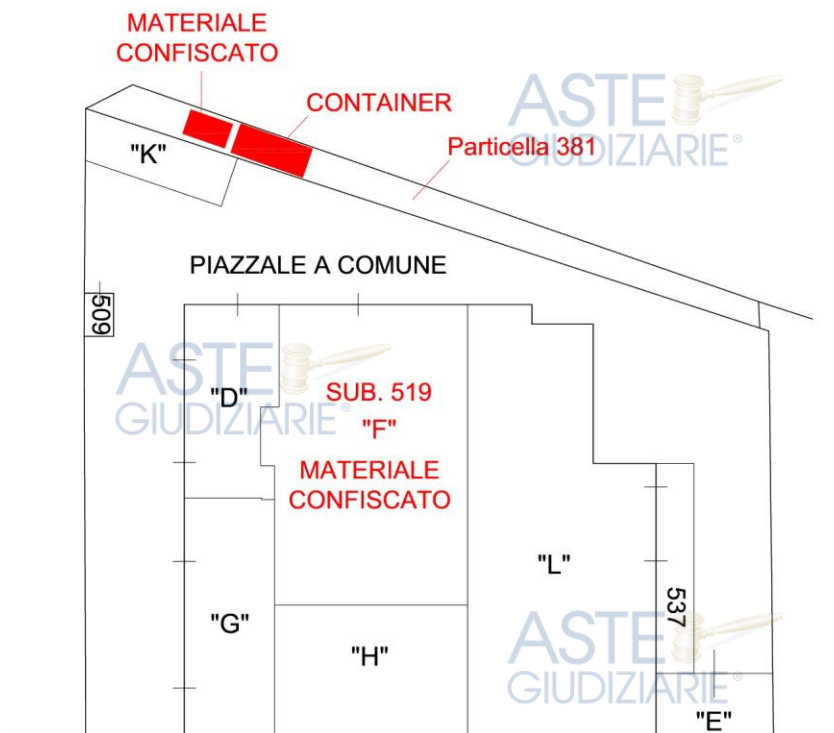 MATERIALE
CONFISCATO
CONTAINER
ASTE
GIUDIZIARIE®
Particella 381
"K"
PIAZZALE A COMUNE
509
ASTE
GIUDIZIARIE®
"D"
SUB. 519
"F"
MATERIALE
CONFISCATO
"L"
537
"G"
"H"
ASTE
GIUDIZIARIE®
"E"